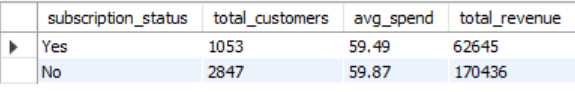 subscription_status total_customers avg_spend total_revenue
Yes 1053 59.49 62645
No 2847 59.87 170436